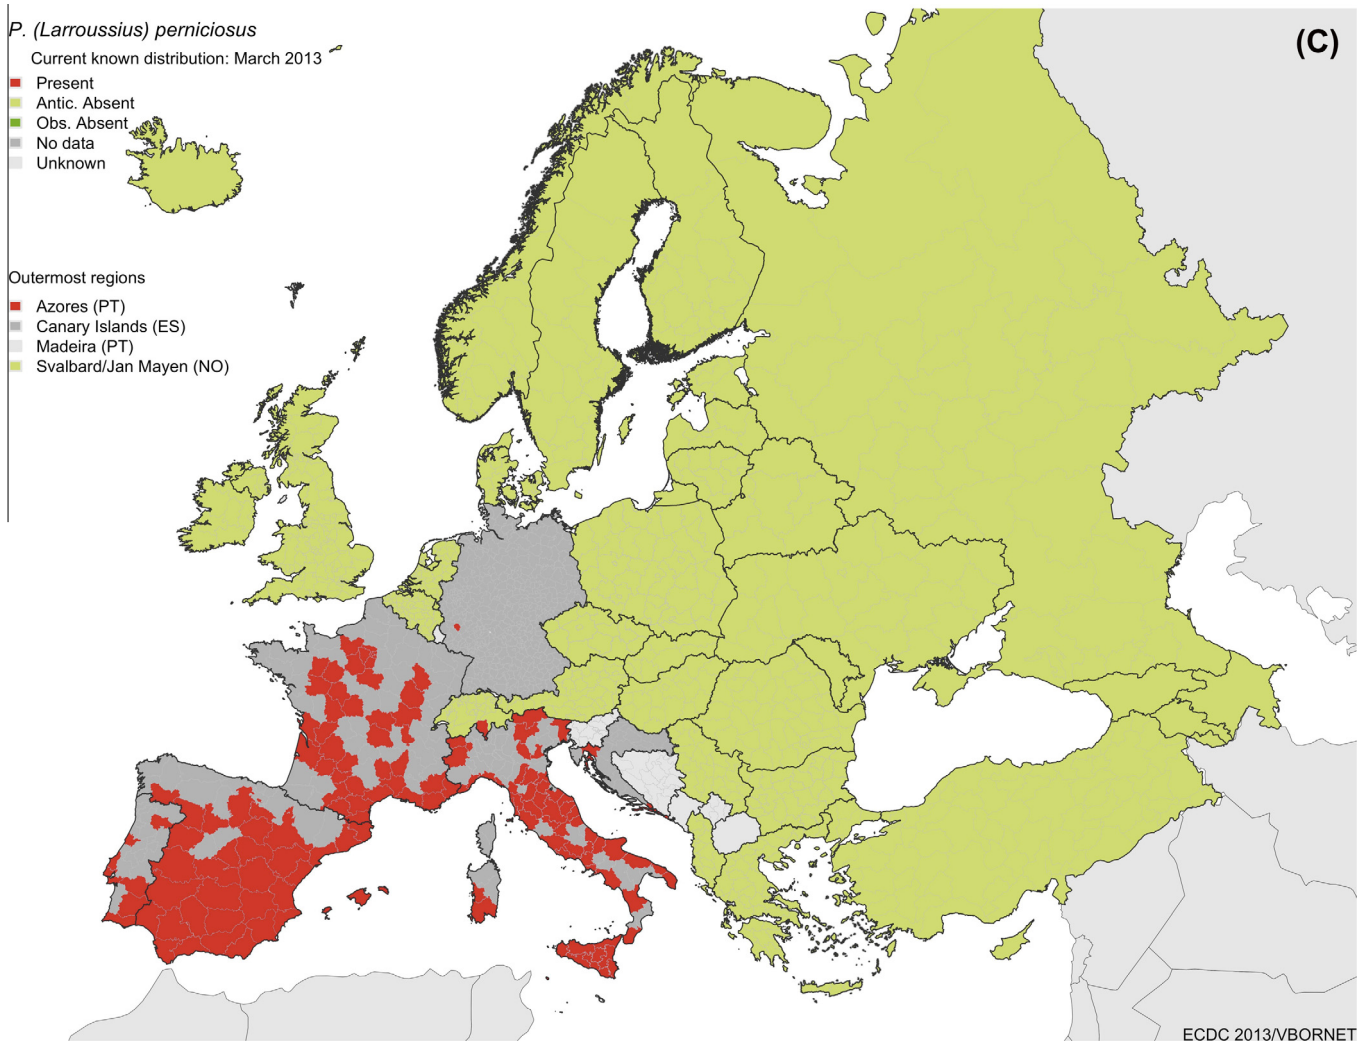 P. (Larroussius) perniciosus
Current known distribution: March 2013
Present
Antic. Absent
Obs. Absent
No data
Unknown
Outermost regions
Azores (PT)
Canary Islands (ES)
Madeira (PT)
Svalbard/Jan Mayen (NO)
(C)
ECDC 2013/VBORNET